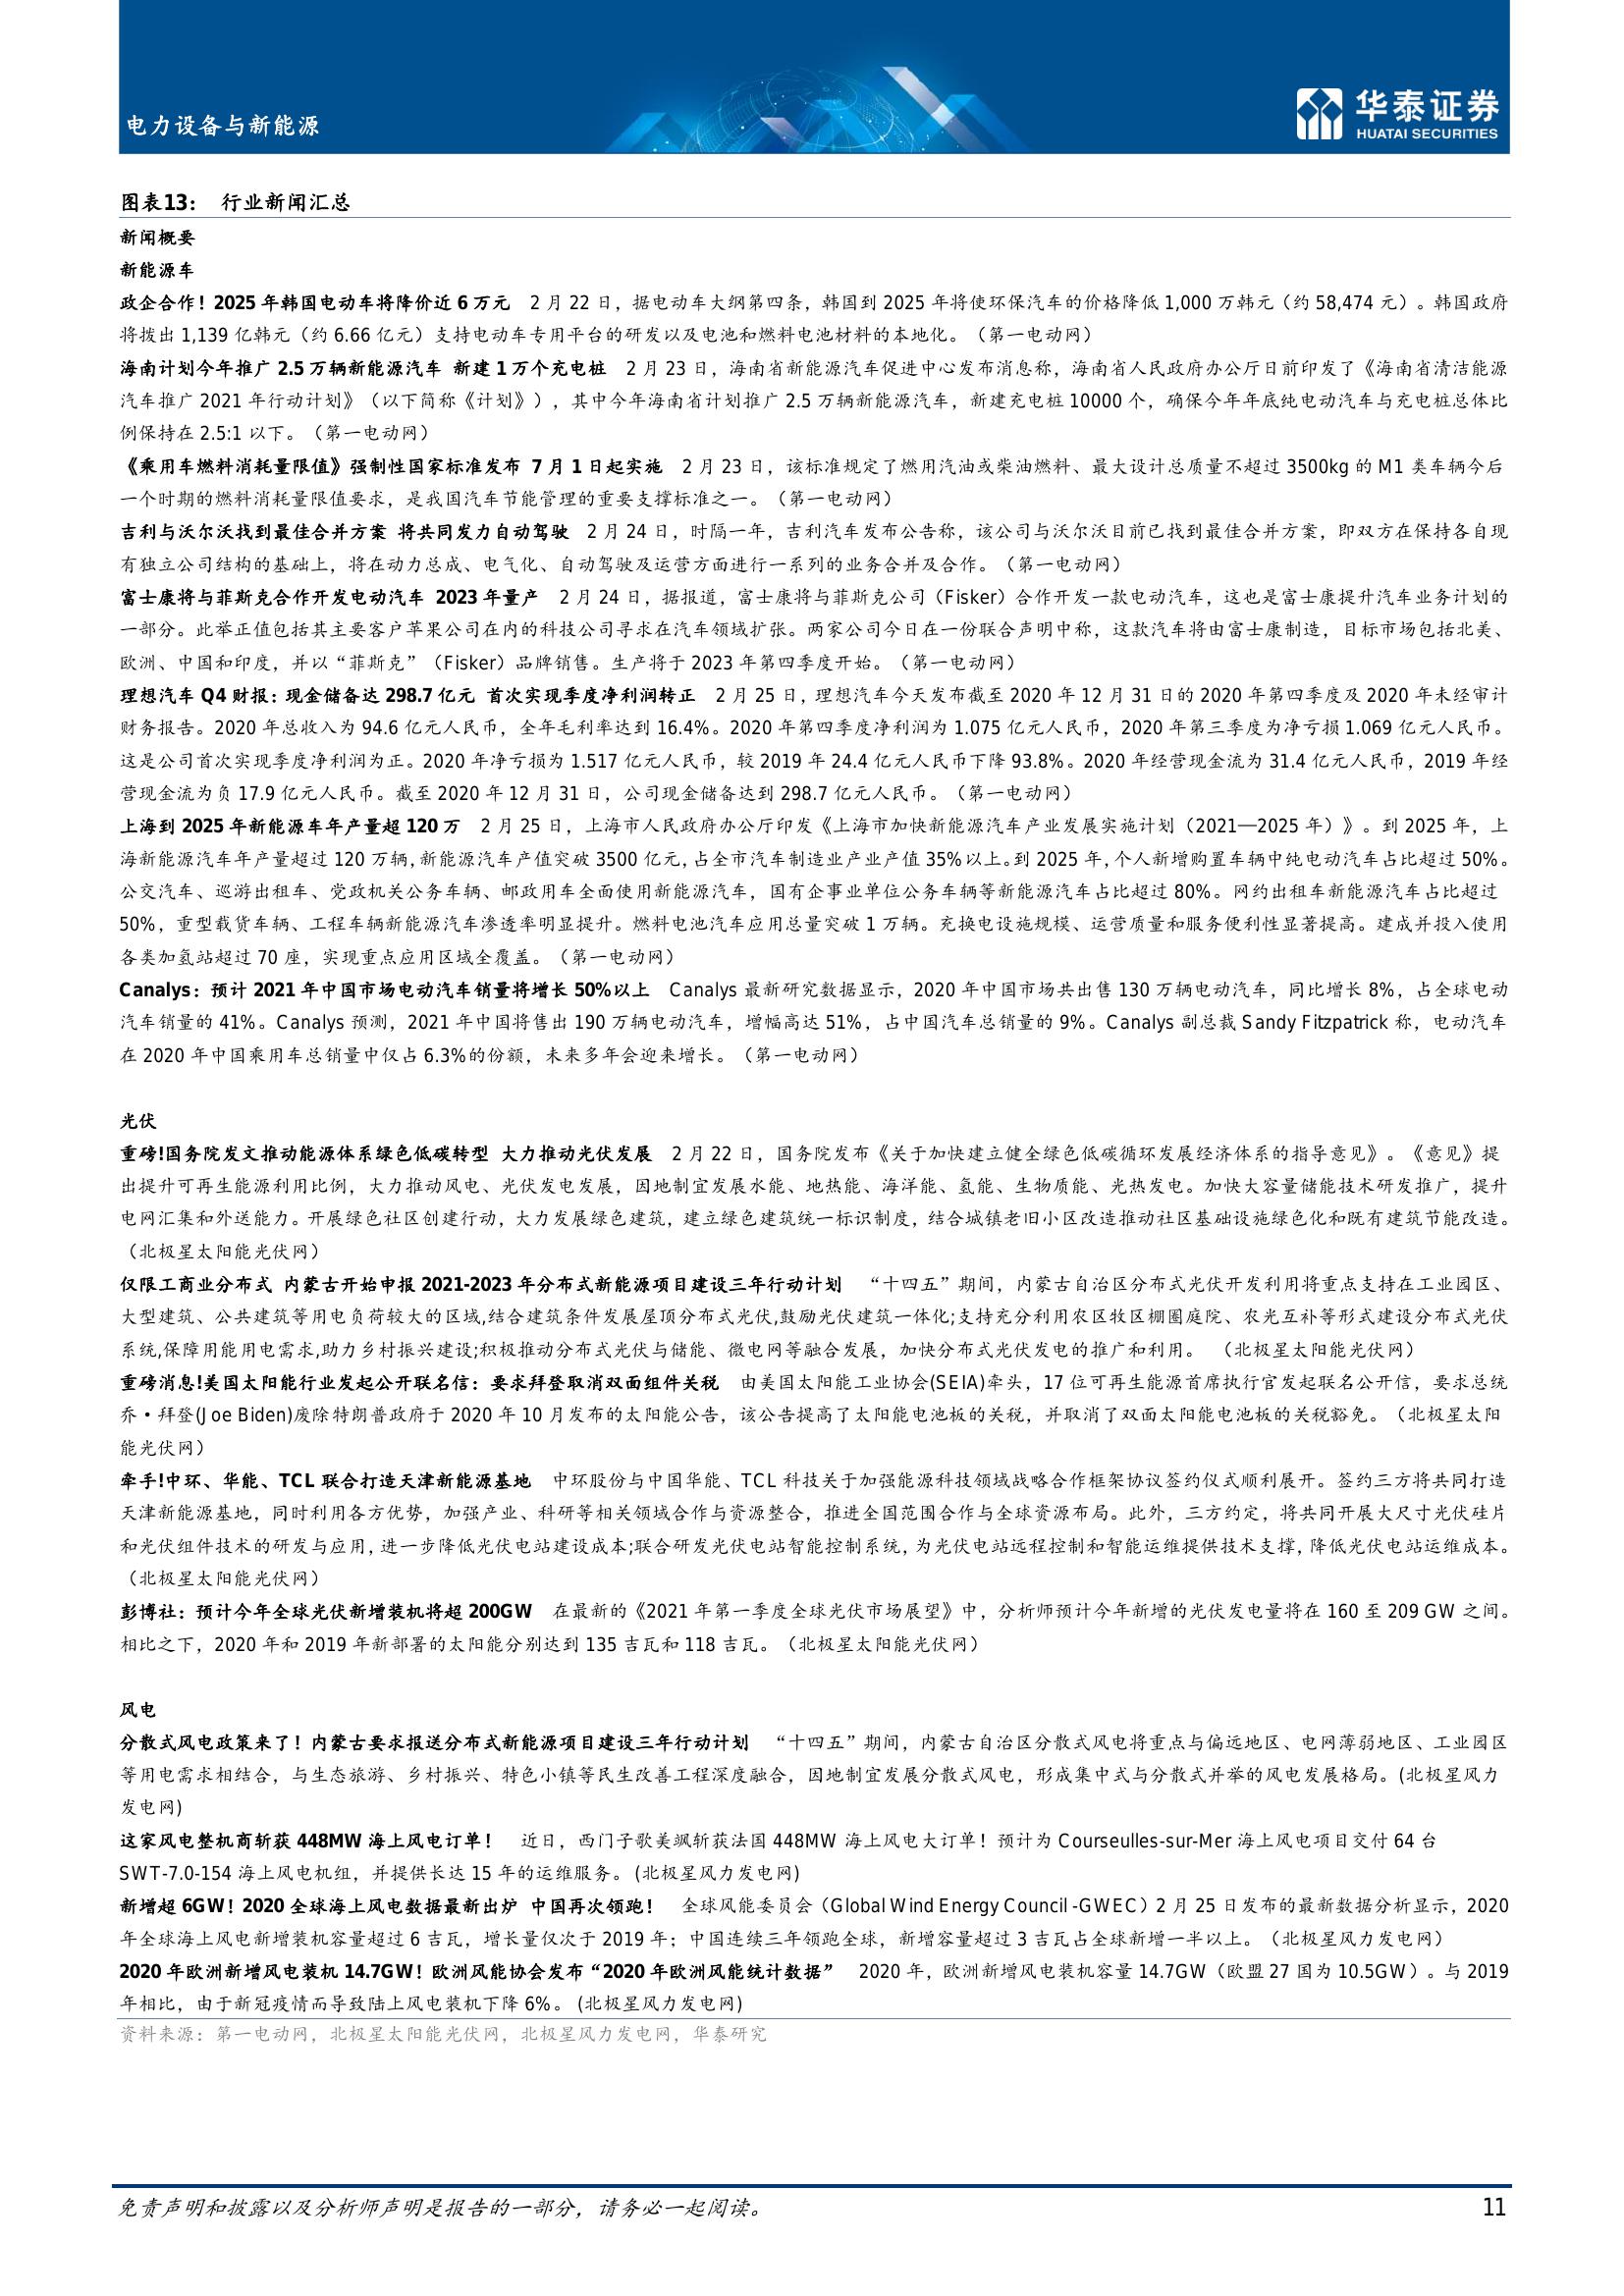 电力设备与新能源
华泰证券
HUATAI SECURITIES
图表13： 行业新闻汇总
新闻概要
新能源车
政企合作！2025 年韩国电动车将降价近 6 万元 2 月 22 日，据电动车大纲第四条，韩国到 2025 年将使环保汽车的价格降低 1,000 万韩元（约 58,474 元）。韩国政府
将拨出 1,139 亿韩元（约 6.66 亿元）支持电动车专用平台的研发以及电池和燃料电池材料的本地化。（第一电动网）
海南计划今年推广 2.5 万辆新能源汽车 新建 1 万个充电桩 2 月 23 日，海南省新能源汽车促进中心发布消息称，海南省人民政府办公厅日前印发了《海南省清洁能源
汽车推广 2021 年行动计划》（以下简称《计划》），其中今年海南省计划推广 2.5 万辆新能源汽车，新建充电桩 10000 个，确保今年年底纯电动汽车与充电桩总体比
例保持在 2.5:1 以下。（第一电动网）
《乘用车燃料消耗量限值》强制性国家标准发布 7 月 1 日起实施 2 月 23 日，该标准规定了燃用汽油或柴油燃料、最大设计总质量不超过 3500kg 的 M1 类车辆今后
一个时期的燃料消耗量限值要求，是我国汽车节能管理的重要支撑标准之一。（第一电动网）
吉利与沃尔沃找到最佳合并方案 将共同发力自动驾驶 2 月 24 日，时隔一年，吉利汽车发布公告称，该公司与沃尔沃目前已找到最佳合并方案，即双方在保持各自现
有独立公司结构的基础上，将在动力总成、电气化、自动驾驶及运营方面进行一系列的业务合并及合作。（第一电动网）
富士康将与菲斯克合作开发电动汽车 2023 年量产 2 月 24 日，据报道，富士康将与菲斯克公司（Fisker）合作开发一款电动汽车，这也是富士康提升汽车业务计划的
一部分。此举正值包括其主要客户苹果公司在内的科技公司寻求在汽车领域扩张。两家公司今日在一份联合声明中称，这款汽车将由富士康制造，目标市场包括北美、
欧洲、中国和印度，并以“菲斯克”（Fisker）品牌销售。生产将于 2023 年第四季度开始。（第一电动网）
理想汽车 Q4 财报：现金储备达 298.7 亿元 首次实现季度净利润转正 2 月 25 日，理想汽车今天发布截至 2020 年 12 月 31 日的 2020 年第四季度及 2020 年未经审计
财务报告。2020 年总收入为 94.6 亿元人民币，全年毛利率达到 16.4%。2020 年第四季度净利润为 1.075 亿元人民币，2020 年第三季度为净亏损 1.069 亿元人民币。
这是公司首次实现季度净利润为正。2020 年净亏损为 1.517 亿元人民币，较 2019 年 24.4 亿元人民币下降 93.8%。2020 年经营现金流为 31.4 亿元人民币，2019 年经
营现金流为负 17.9 亿元人民币。截至 2020 年 12 月 31 日，公司现金储备达到 298.7 亿元人民币。（第一电动网）
上海到 2025 年新能源车年产量超 120 万 2 月 25 日，上海市人民政府办公厅印发《上海市加快新能源汽车产业发展实施计划（2021—2025 年）》。到 2025 年，上
海新能源汽车年产量超过 120 万辆，新能源汽车产值突破 3500 亿元，占全市汽车制造业产业产值 35%以上。到 2025 年，个人新增购置车辆中纯电动汽车占比超过 50%。
公交汽车、巡游出租车、党政机关公务车辆、邮政用车全面使用新能源汽车，国有企事业单位公务车辆等新能源汽车占比超过 80%。网约出租车新能源汽车占比超过
50%，重型载货车辆、工程车辆新能源汽车渗透率明显提升。燃料电池汽车应用总量突破 1 万辆。充换电设施规模、运营质量和服务便利性显著提高。建成并投入使用
各类加氢站超过 70 座，实现重点应用区域全覆盖。（第一电动网）
Canalys：预计 2021 年中国市场电动汽车销量将增长 50%以上 Canalys 最新研究数据显示，2020 年中国市场共出售 130 万辆电动汽车，同比增长 8%，占全球电动
汽车销量的 41%。Canalys 预测，2021 年中国将售出 190 万辆电动汽车，增幅高达 51%，占中国汽车总销量的 9%。Canalys 副总裁 Sandy Fitzpatrick 称，电动汽车
在 2020 年中国乘用车总销量中仅占 6.3%的份额，未来多年会迎来增长。（第一电动网）
光伏
重磅!国务院发文推动能源体系绿色低碳转型 大力推动光伏发展 2 月 22 日，国务院发布《关于加快建立健全绿色低碳循环发展经济体系的指导意见》。《意见》提
出提升可再生能源利用比例，大力推动风电、光伏发电发展，因地制宜发展水能、地热能、海洋能、氢能、生物质能、光热发电。加快大容量储能技术研发推广，提升
电网汇集和外送能力。开展绿色社区创建行动，大力发展绿色建筑，建立绿色建筑统一标识制度，结合城镇老旧小区改造推动社区基础设施绿色化和既有建筑节能改造。
（北极星太阳能光伏网）
仅限工商业分布式 内蒙古开始申报 2021-2023 年分布式新能源项目建设三年行动计划 “十四五”期间，内蒙古自治区分布式光伏开发利用将重点支持在工业园区、
大型建筑、公共建筑等用电负荷较大的区域,结合建筑条件发展屋顶分布式光伏,鼓励光伏建筑一体化;支持充分利用农区牧区棚圈庭院、农光互补等形式建设分布式光伏
系统,保障用能用电需求,助力乡村振兴建设;积极推动分布式光伏与储能、微电网等融合发展，加快分布式光伏发电的推广和利用。 （北极星太阳能光伏网）
重磅消息!美国太阳能行业发起公开联名信：要求拜登取消双面组件关税 由美国太阳能工业协会(SEIA)牵头，17 位可再生能源首席执行官发起联名公开信，要求总统
乔·拜登(Joe Biden)废除特朗普政府于 2020 年 10 月发布的太阳能公告，该公告提高了太阳能电池板的关税，并取消了双面太阳能电池板的关税豁免。（北极星太阳
能光伏网）
牵手!中环、华能、TCL 联合打造天津新能源基地 中环股份与中国华能、TCL 科技关于加强能源科技领域战略合作框架协议签约仪式顺利展开。签约三方将共同打造
天津新能源基地，同时利用各方优势，加强产业、科研等相关领域合作与资源整合，推进全国范围合作与全球资源布局。此外，三方约定，将共同开展大尺寸光伏硅片
和光伏组件技术的研发与应用，进一步降低光伏电站建设成本;联合研发光伏电站智能控制系统，为光伏电站远程控制和智能运维提供技术支撑，降低光伏电站运维成本。
（北极星太阳能光伏网）
彭博社：预计今年全球光伏新增装机将超 200GW 在最新的《2021 年第一季度全球光伏市场展望》中，分析师预计今年新增的光伏发电量将在 160 至 209 GW 之间。
相比之下，2020 年和 2019 年新部署的太阳能分别达到 135 吉瓦和 118 吉瓦。（北极星太阳能光伏网）
风电
分散式风电政策来了！内蒙古要求报送分布式新能源项目建设三年行动计划 “十四五”期间，内蒙古自治区分散式风电将重点与偏远地区、电网薄弱地区、工业园区
等用电需求相结合，与生态旅游、乡村振兴、特色小镇等民生改善工程深度融合，因地制宜发展分散式风电，形成集中式与分散式并举的风电发展格局。(北极星风力
发电网)
这家风电整机商斩获 448MW 海上风电订单！ 近日，西门子歌美飒斩获法国 448MW 海上风电大订单！预计为 Courseulles-sur-Mer 海上风电项目交付 64 台
SWT-7.0-154 海上风电机组，并提供长达 15 年的运维服务。(北极星风力发电网)
新增超 6GW！2020 全球海上风电数据最新出炉 中国再次领跑！ 全球风能委员会（Global Wind Energy Council -GWEC）2 月 25 日发布的最新数据分析显示，2020
年全球海上风电新增装机容量超过 6 吉瓦，增长量仅次于 2019 年；中国连续三年领跑全球，新增容量超过 3 吉瓦占全球新增一半以上。（北极星风力发电网）
2020 年欧洲新增风电装机 14.7GW！欧洲风能协会发布“2020 年欧洲风能统计数据” 2020 年，欧洲新增风电装机容量 14.7GW（欧盟 27 国为 10.5GW）。与 2019
年相比，由于新冠疫情而导致陆上风电装机下降 6%。(北极星风力发电网)
资料来源：第一电动网，北极星太阳能光伏网，北极星风力发电网，华泰研究
免责声明和披露以及分析师声明是报告的一部分，请务必一起阅读。
11